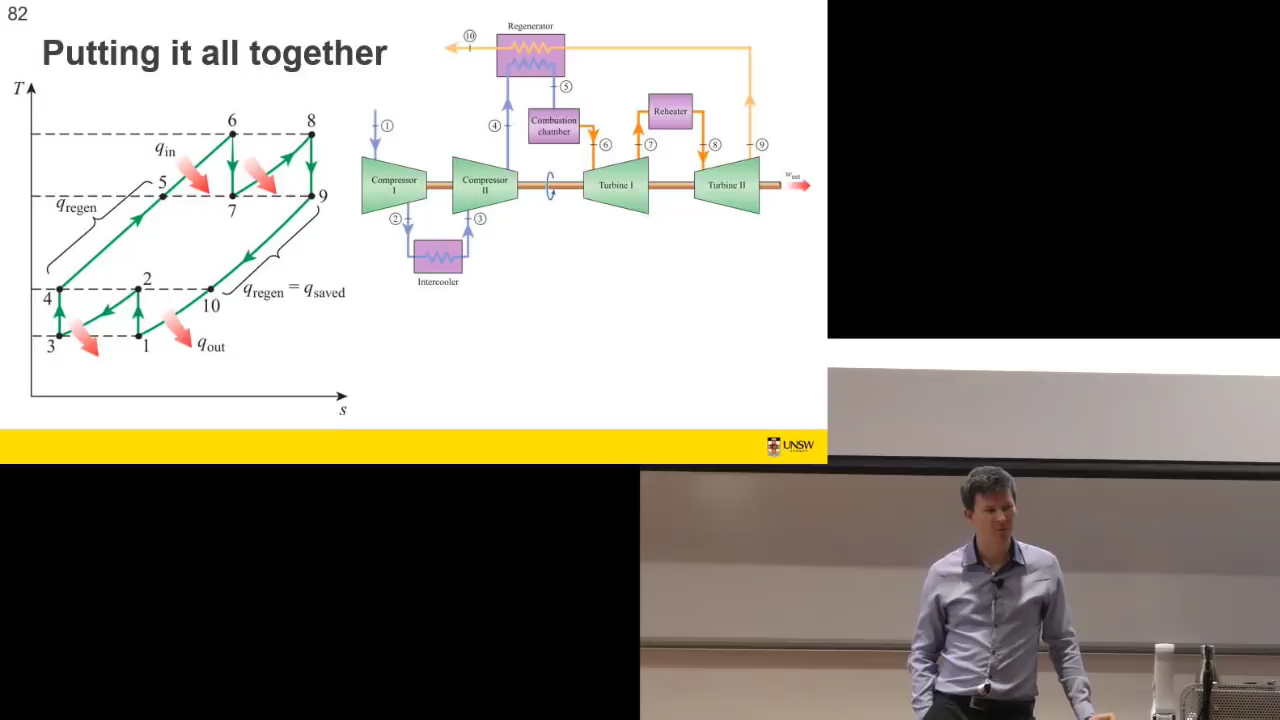 82
Putting it all together
T
6
8
q_in
5
q_regen
7
9
2
4
q_regen = q_saved
10
3
1
q_out
s
Regenerator
10
5
4
Combustion
chamber
Reheater
1
6
7
8
9
Compressor
I
Compressor
II
Turbine I
Turbine II
w_net
2
3
Intercooler
UNSW
SYDNEY